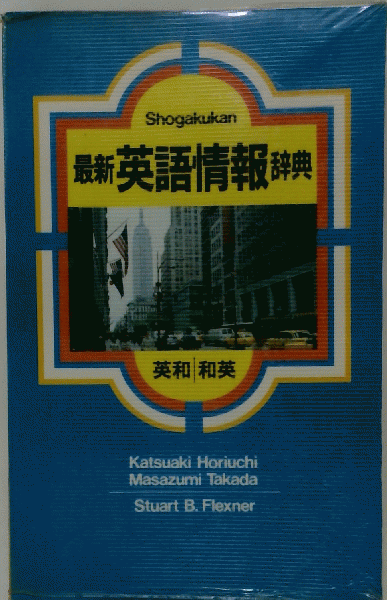 Shogakukan
最新英語情報辞典
英和|和英
Katsuaki Horiuchi
Masazumi Takada
Stuart B. Flexner